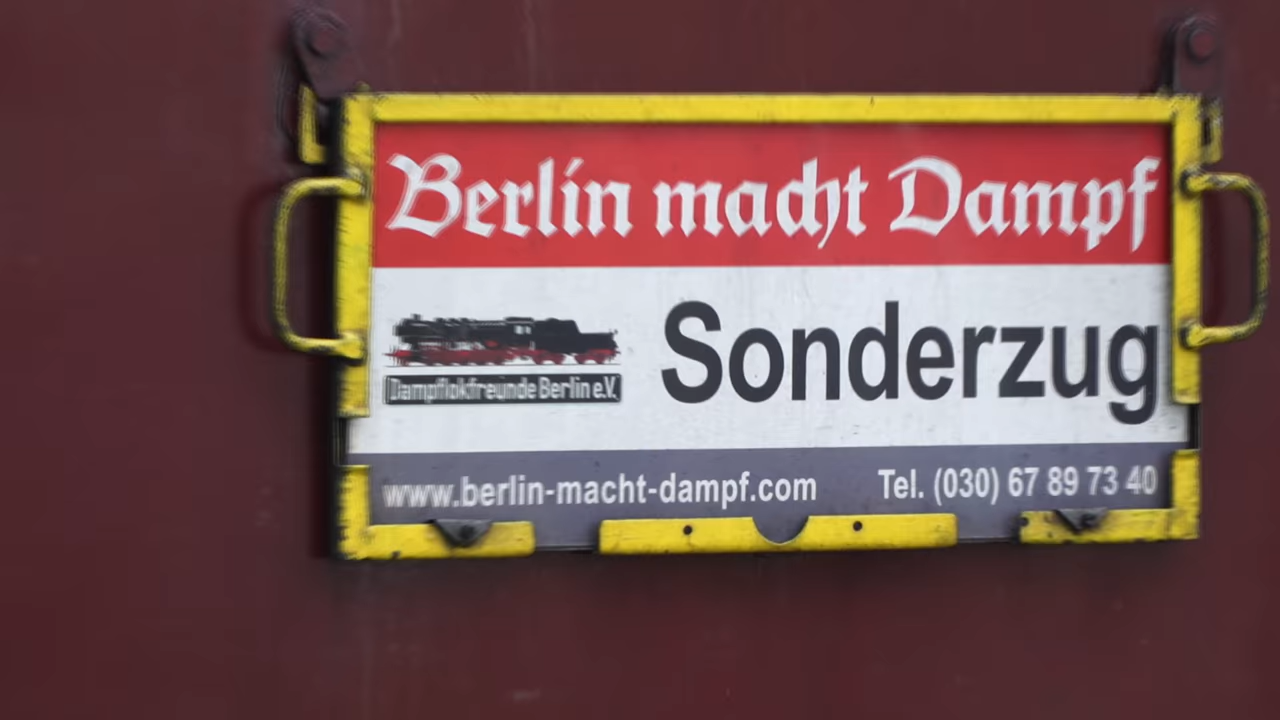 Berlin macht Dampf
Sonderzug
Dampflokfreunde Berlin e.V.
www.berlin-macht-dampf.com
Tel. (030) 67 89 73 40